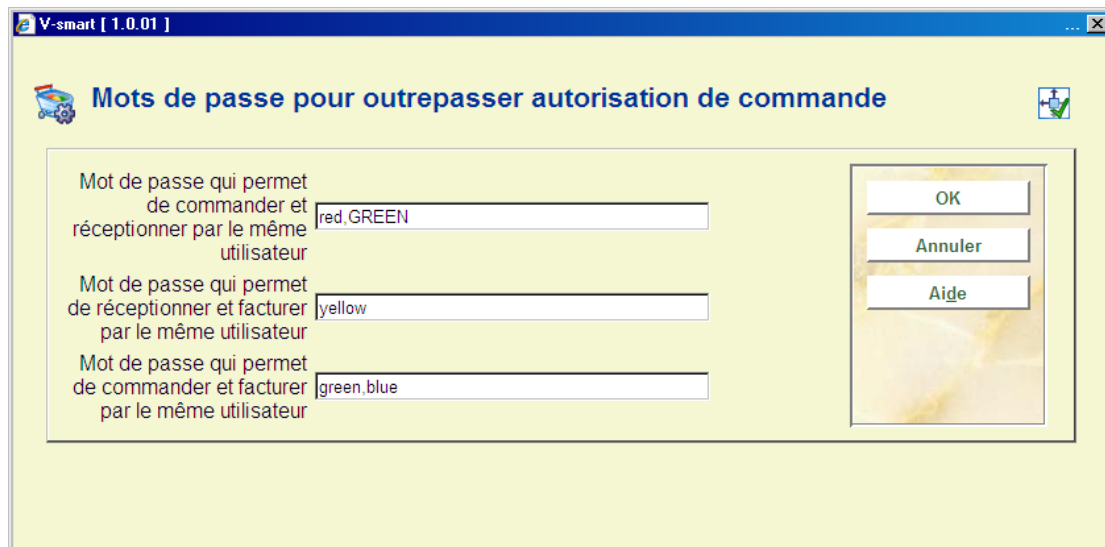 V-smart [ 1.0.01 ]
...
Mots de passe pour outrepasser autorisation de commande
Mot de passe qui permet
de commander et
réceptionner par le même
utilisateur
red,GREEN
Mot de passe qui permet
de réceptionner et facturer
par le même utilisateur
yellow
Mot de passe qui permet
de commander et facturer
par le même utilisateur
green,blue
OK
Annuler
Aide